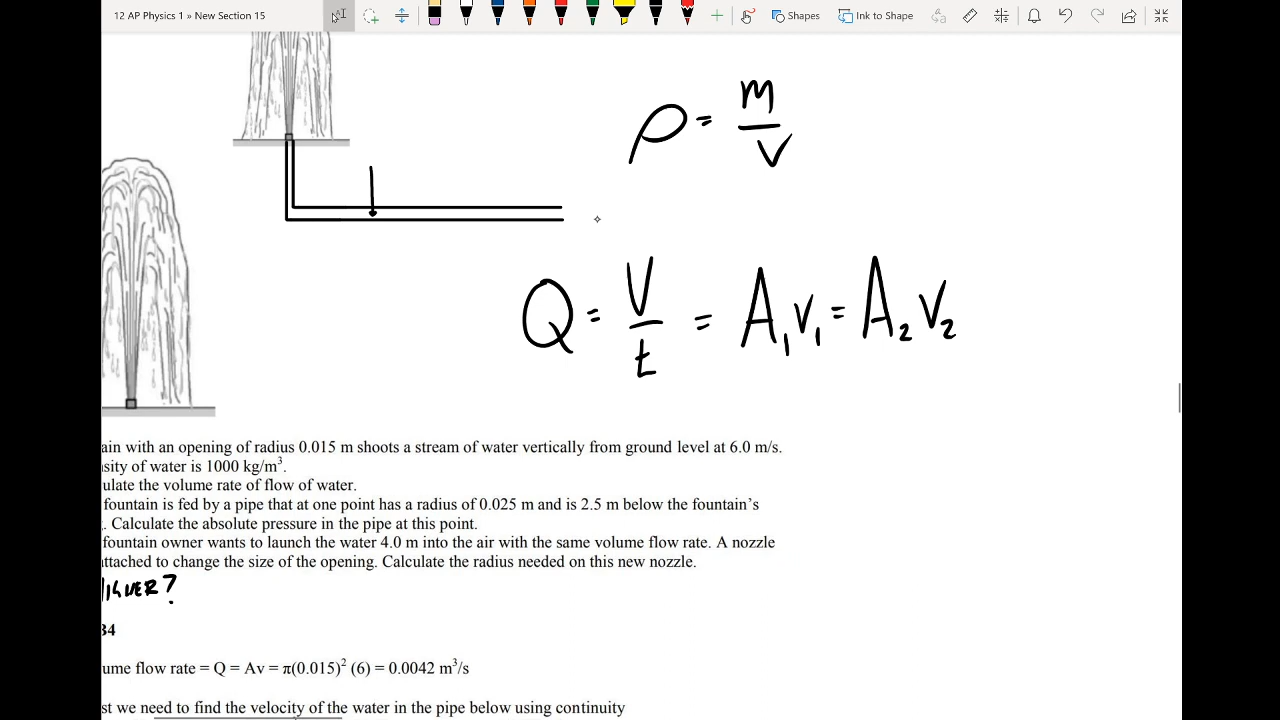 12 AP Physics 1 » New Section 15
Shapes
Ink to Shape
ρ = m/V
Q = V/t = A₁v₁ = A₂v₂
ain with an opening of radius 0.015 m shoots a stream of water vertically from ground level at 6.0 m/s.
sity of water is 1000 kg/m³.
ulate the volume rate of flow of water.
fountain is fed by a pipe that at one point has a radius of 0.025 m and is 2.5 m below the fountain’s
. Calculate the absolute pressure in the pipe at this point.
fountain owner wants to launch the water 4.0 m into the air with the same volume flow rate. A nozzle
ttached to change the size of the opening. Calculate the radius needed on this new nozzle.
34
ume flow rate = Q = Av = π(0.015)² (6) = 0.0042 m³/s
st we need to find the velocity of the water in the pipe below using continuity